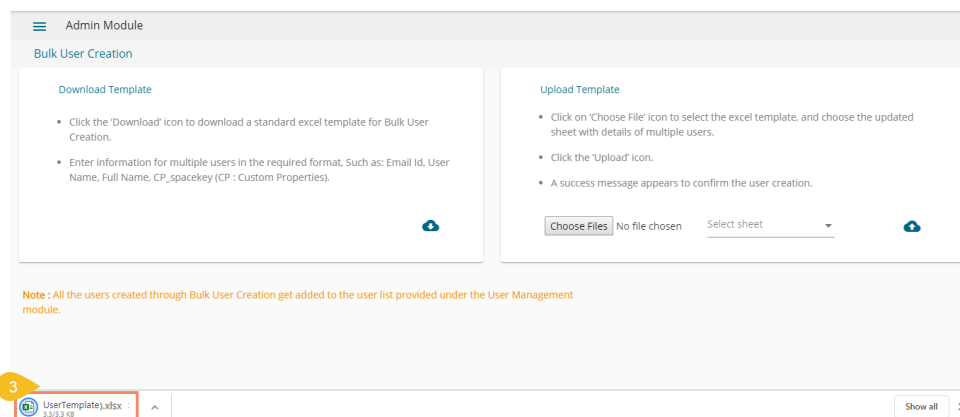 Admin Module
Bulk User Creation
Download Template
Click the 'Download' icon to download a standard excel template for Bulk User
Creation.
Enter information for multiple users in the required format, Such as: Email Id, User
Name, Full Name, CP_spacekey (CP : Custom Properties).
Upload Template
Click on 'Choose File' icon to select the excel template, and choose the updated
sheet with details of multiple users.
Click the 'Upload' icon.
A success message appears to confirm the user creation.
Choose Files No file chosen Select sheet
Note : All the users created through Bulk User Creation get added to the user list provided under the User Management
module.
3
UserTemplate).xlsx
3.3/3.3 KB
Show all